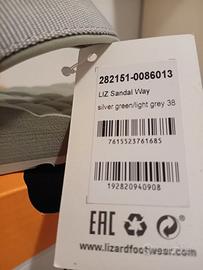 282151-0086013
LIZ Sandal Way
silver green/light grey 38
7615523761685
192820940908
EAC
www.lizardfootwear.com